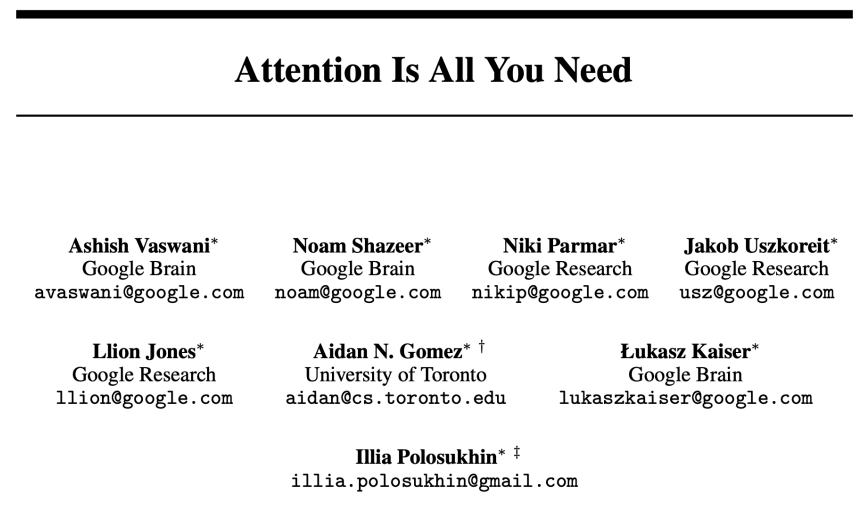 Attention Is All You Need
Ashish Vaswani* Noam Shazeer* Niki Parmar* Jakob Uszkoreit*
Google Brain Google Brain Google Research Google Research
avaswani@google.com noam@google.com nikip@google.com usz@google.com
Llion Jones* Aidan N. Gomez* † Łukasz Kaiser*
Google Research University of Toronto Google Brain
llion@google.com aidan@cs.toronto.edu lukaszkaiser@google.com
Illia Polosukhin* ‡
illia.polosukhin@gmail.com